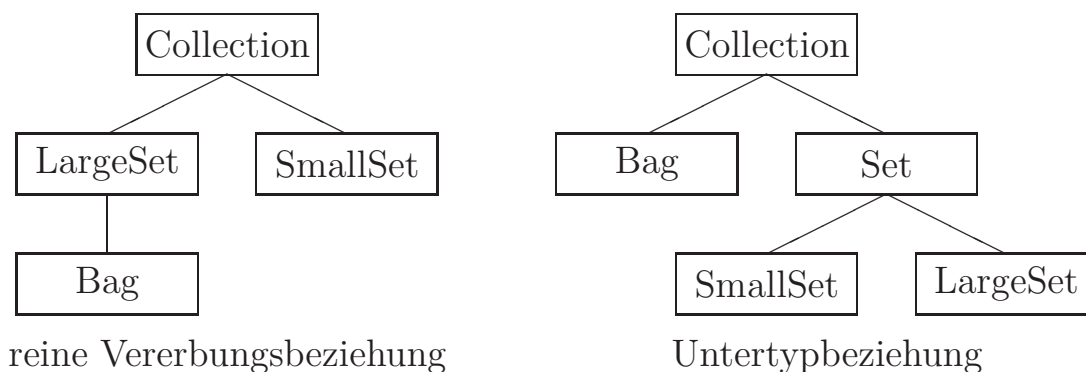 Collection
LargeSet SmallSet
Bag
reine Vererbungsbeziehung
Collection
Bag Set
SmallSet LargeSet
Untertypbeziehung